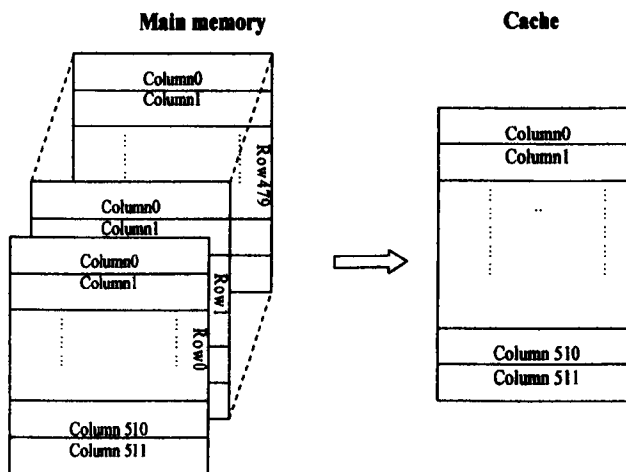 Main memory
Cache
Column0
Column1
Row479
Column0
Column1
Row1
Column0
Column1
Row0
Column 510
Column 511
Column0
Column1
Column 510
Column 511